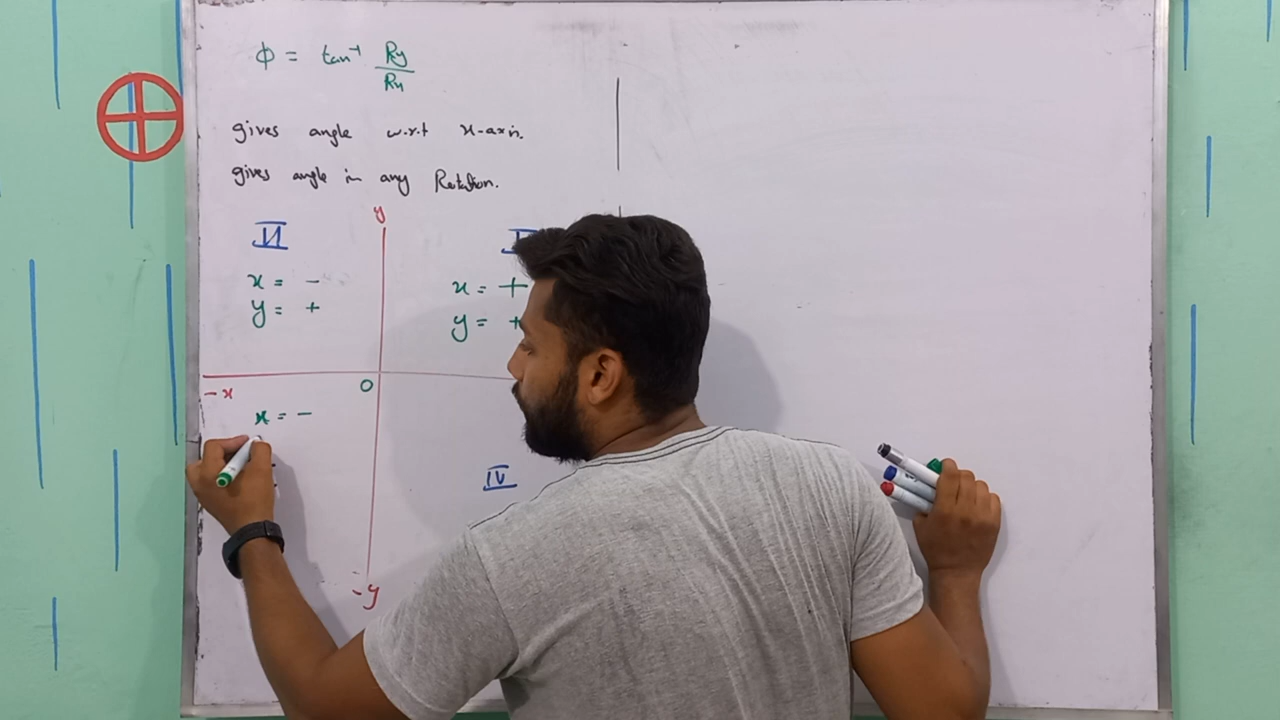 ϕ = tan⁻¹ Ry/Rx
gives angle w.r.t x-axis.
gives angle in any Rotation.
y
II
x = -
y = +
I
x = +
y = +
-x
0
x = -
IV
-y